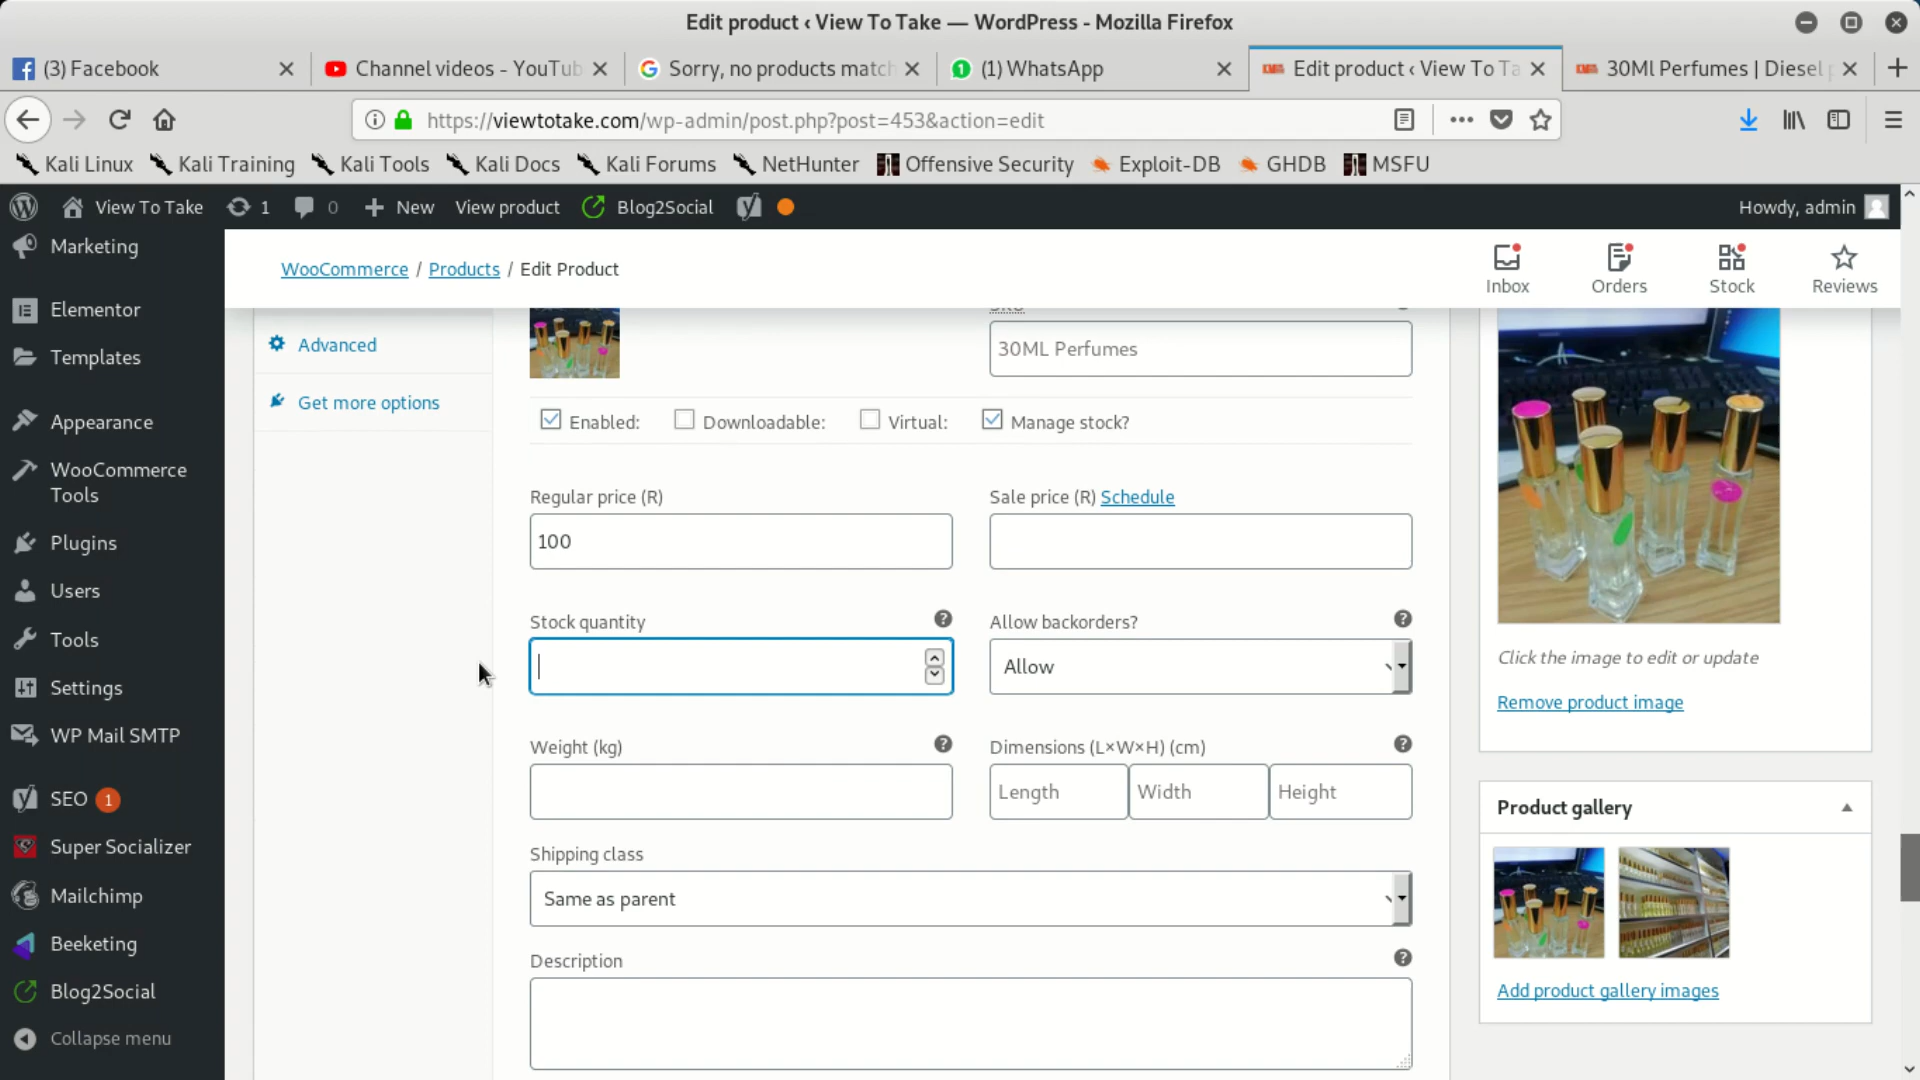 Edit product ‹ View To Take — WordPress - Mozilla Firefox
(3) Facebook
Channel videos - YouTub
Sorry, no products match
(1) WhatsApp
Edit product ‹ View To Ta
30Ml Perfumes | Diesel p
https://viewtotake.com/wp-admin/post.php?post=453&action=edit
Kali Linux
Kali Training
Kali Tools
Kali Docs
Kali Forums
NetHunter
Offensive Security
Exploit-DB
GHDB
MSFU
View To Take
1
0
New
View product
Blog2Social
Howdy, admin
Marketing
Elementor
Templates
Appearance
WooCommerce
Tools
Plugins
Users
Tools
Settings
WP Mail SMTP
SEO 1
Super Socializer
Mailchimp
Beeketing
Blog2Social
Collapse menu
WooCommerce / Products / Edit Product
Inbox
Orders
Stock
Reviews
Advanced
Get more options
SKU
30ML Perfumes
Enabled:
Downloadable:
Virtual:
Manage stock?
Regular price (R)
100
Sale price (R) Schedule
Stock quantity
Allow backorders?
Allow
Weight (kg)
Dimensions (L×W×H) (cm)
Length
Width
Height
Shipping class
Same as parent
Description
Click the image to edit or update
Remove product image
Product gallery
Add product gallery images